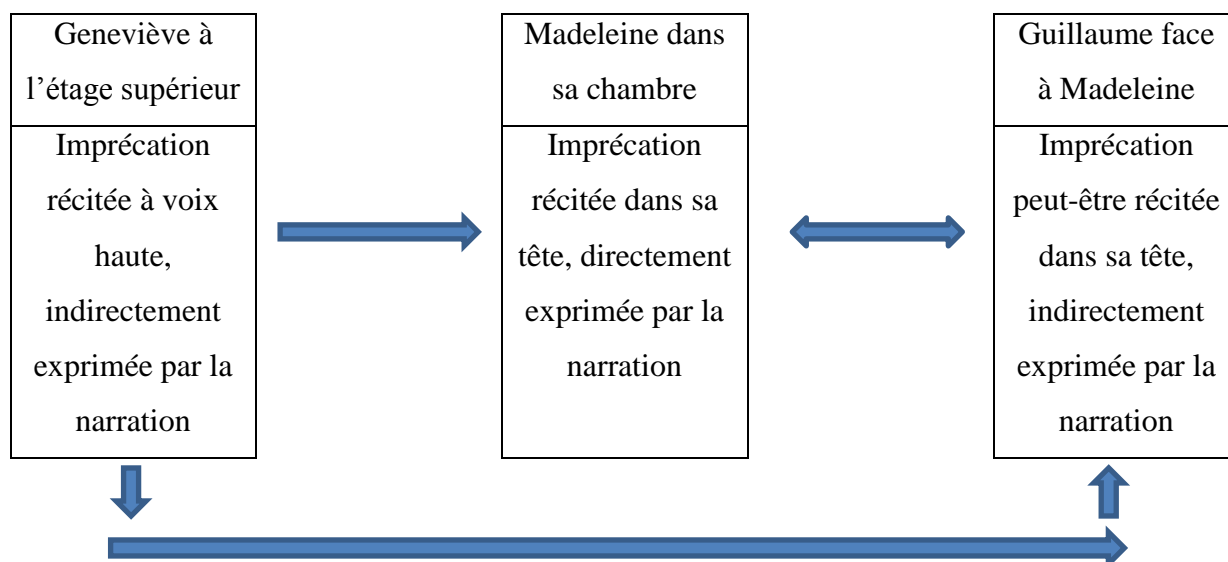 Geneviève à
l’étage supérieur
Imprécation
récitée à voix
haute,
indirectement
exprimée par la
narration
Madeleine dans
sa chambre
Imprécation
récitée dans sa
tête, directement
exprimée par la
narration
Guillaume face
à Madeleine
Imprécation
peut-être récitée
dans sa tête,
indirectement
exprimée par la
narration